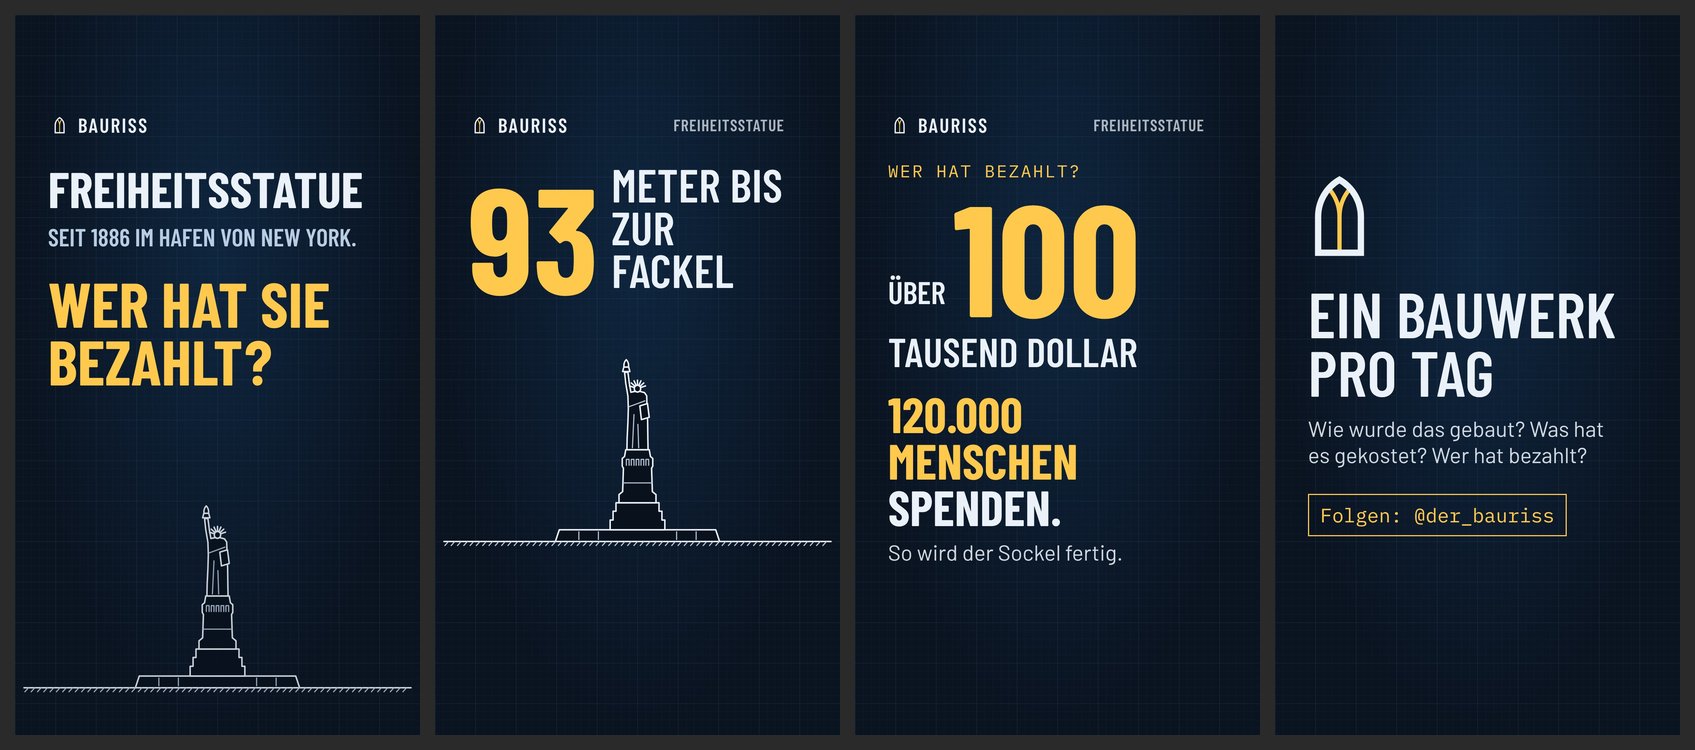 BAURISS
FREIHEITSSTATUE
SEIT 1886 IM HAFEN VON NEW YORK.
WER HAT SIE
BEZAHLT?
BAURISS
FREIHEITSSTATUE
93
METER BIS
ZUR
FACKEL
BAURISS
FREIHEITSSTATUE
WER HAT BEZAHLT?
ÜBER 100
TAUSEND DOLLAR
120.000
MENSCHEN
SPENDEN.
So wird der Sockel fertig.
EIN BAUWERK
PRO TAG
Wie wurde das gebaut? Was hat
es gekostet? Wer hat bezahlt?
Folgen: @der_bauriss